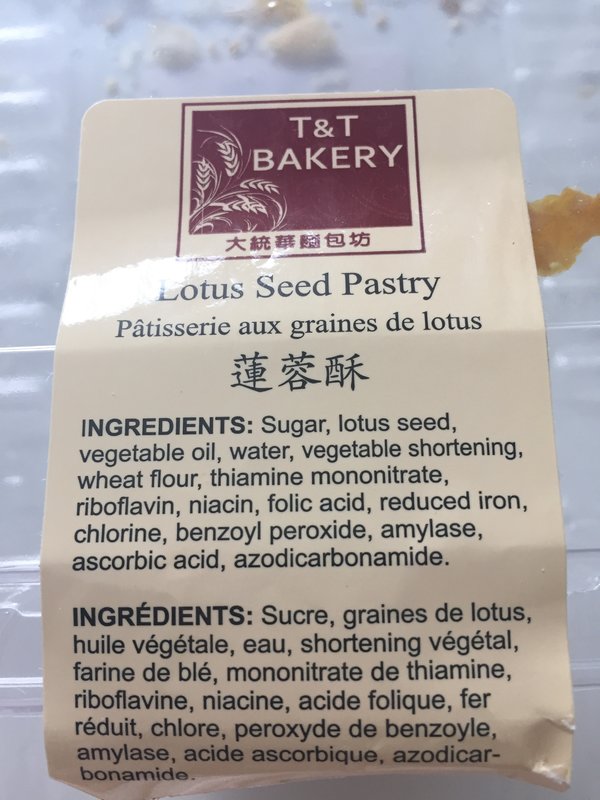 T&T
BAKERY
大統華麵包坊
Lotus Seed Pastry
Pâtisserie aux graines de lotus
蓮蓉酥
INGREDIENTS: Sugar, lotus seed,
vegetable oil, water, vegetable shortening,
wheat flour, thiamine mononitrate,
riboflavin, niacin, folic acid, reduced iron,
chlorine, benzoyl peroxide, amylase,
ascorbic acid, azodicarbonamide.
INGRÉDIENTS: Sucre, graines de lotus,
huile végétale, eau, shortening végétal,
farine de blé, mononitrate de thiamine,
riboflavine, niacine, acide folique, fer
réduit, chlore, peroxyde de benzoyle,
amylase, acide ascorbique, azodicar-
bonamide.